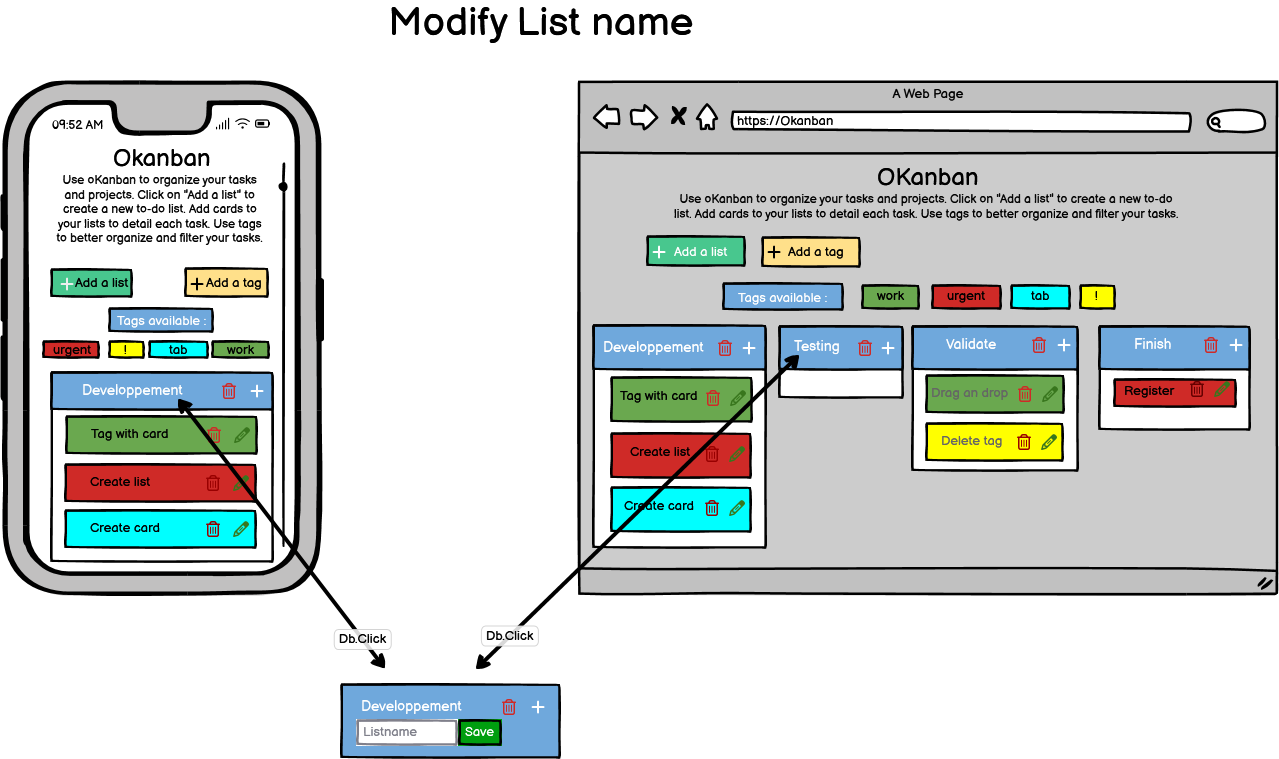 Modify List name
09:52 AM
Okanban
Use oKanban to organize your tasks
and projects. Click on "Add a list" to
create a new to-do list. Add cards to
your lists to detail each task. Use tags
to better organize and filter your tasks.
Add a list
Add a tag
Tags available :
urgent
!
tab
work
Developpement
Tag with card
Create list
Create card
A Web Page
https://Okanban
OKanban
Use oKanban to organize your tasks and projects. Click on "Add a list" to create a new to-do
list. Add cards to your lists to detail each task. Use tags to better organize and filter your tasks.
Add a list
Add a tag
Tags available :
work
urgent
tab
!
Developpement
Tag with card
Create list
Create card
Testing
Validate
Drag an drop
Delete tag
Finish
Register
Db.Click
Db.Click
Developpement
Listname
Save